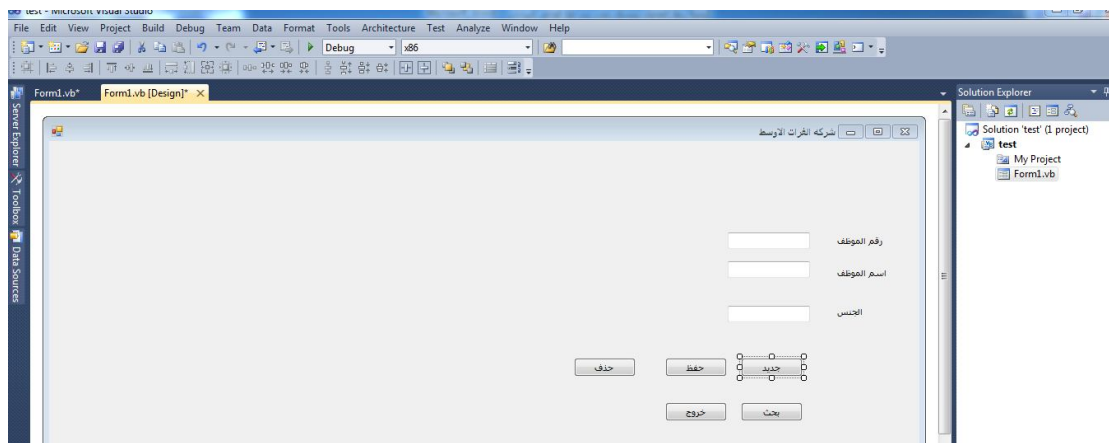 test - Microsoft Visual Studio
File Edit View Project Build Debug Team Data Format Tools Architecture Test Analyze Window Help
Debug x86
Form1.vb* Form1.vb [Design]*
Solution Explorer
Solution 'test' (1 project)
test
My Project
Form1.vb
Server Explorer
Toolbox
Data Sources
شركه الفرات الاوسط
رقم الموظف
اسم الموظف
الجنس
جديد حفظ حذف
بحث خروج